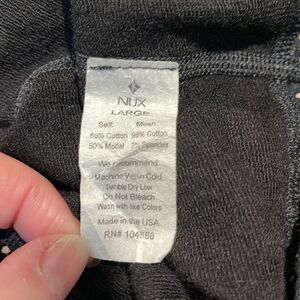 NUX
LARGE
Self: Mesh:
50% Cotton 98% Cotton
50% Modal 2% Spandex
We recommend
Machine Wash Cold
Tumble Dry Low
Do Not Bleach
Wash with like Colors
Made in the USA
RN# 104588